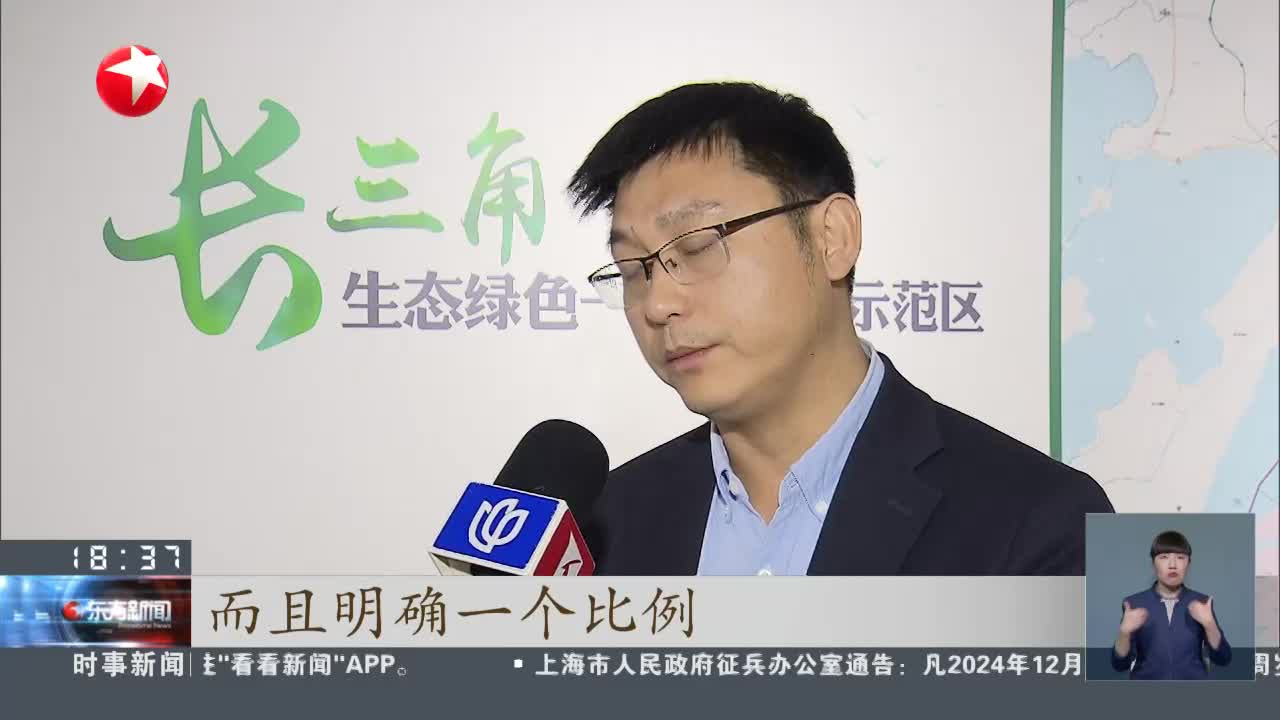 长三角
生态绿色一
示范区
18:37
东方新闻
而且明确一个比例
时事新闻
"看看新闻"APP。
▪ 上海市人民政府征兵办公室通告：凡2024年12月